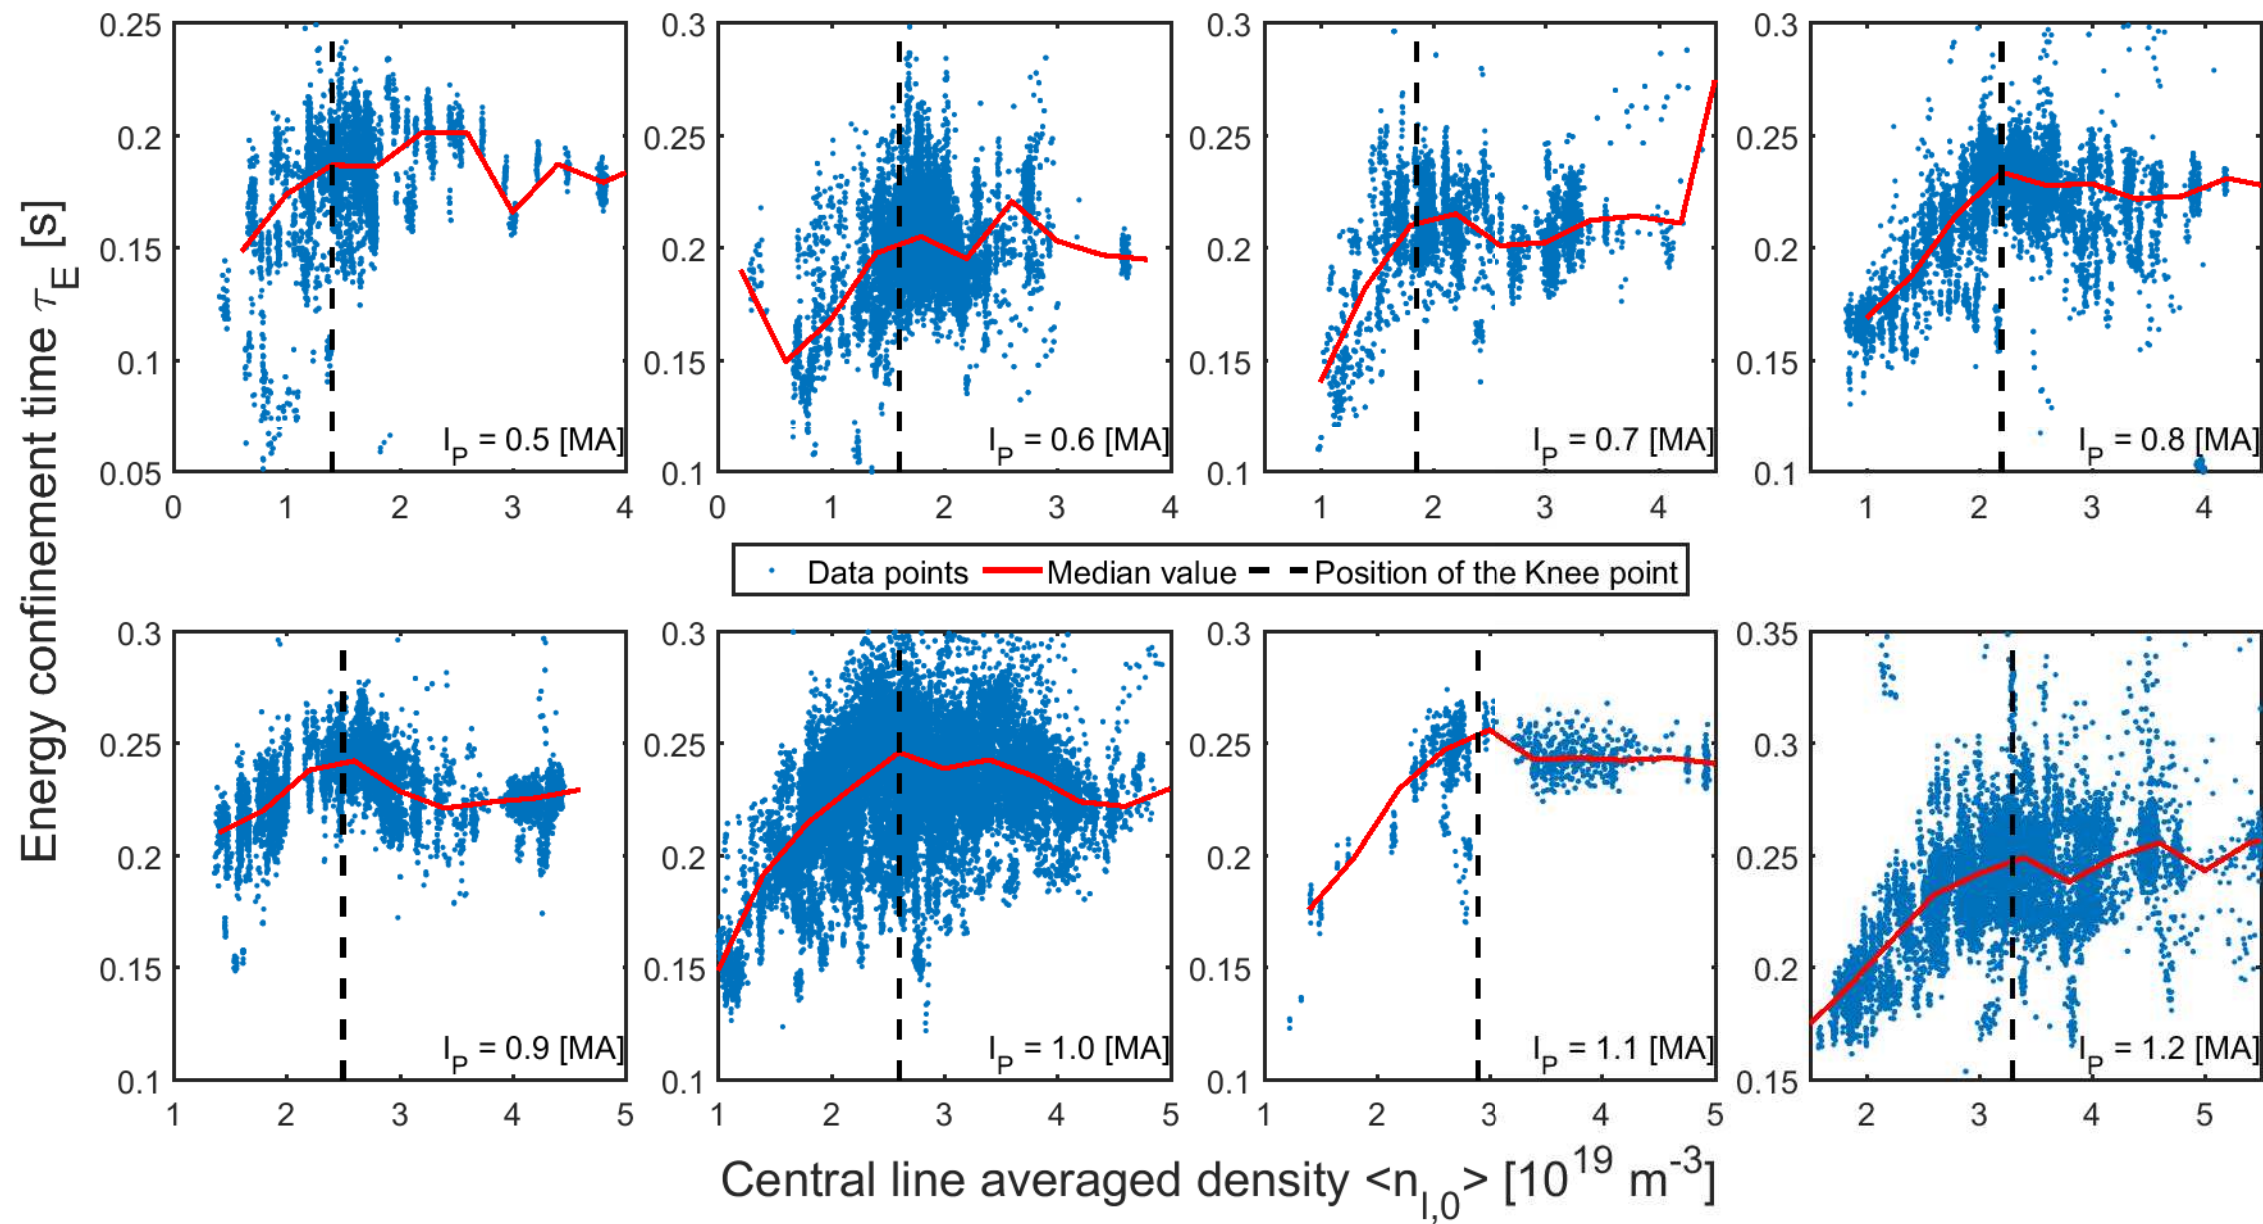 Energy confinement time τ_E [s]
0.25
0.2
0.15
0.1
0.05
0 1 2 3 4
I_P = 0.5 [MA]
0.3
0.25
0.2
0.15
0.1
0 1 2 3 4
I_P = 0.6 [MA]
0.3
0.25
0.2
0.15
0.1
1 2 3 4
I_P = 0.7 [MA]
0.3
0.25
0.2
0.15
0.1
1 2 3 4
I_P = 0.8 [MA]
Data points Median value Position of the Knee point
0.3
0.25
0.2
0.15
0.1
1 2 3 4 5
I_P = 0.9 [MA]
0.3
0.25
0.2
0.15
0.1
1 2 3 4 5
I_P = 1.0 [MA]
0.3
0.25
0.2
0.15
0.1
1 2 3 4 5
I_P = 1.1 [MA]
0.35
0.3
0.25
0.2
0.15
2 3 4 5
I_P = 1.2 [MA]
Central line averaged density <n_l,0> [10^19 m^-3]